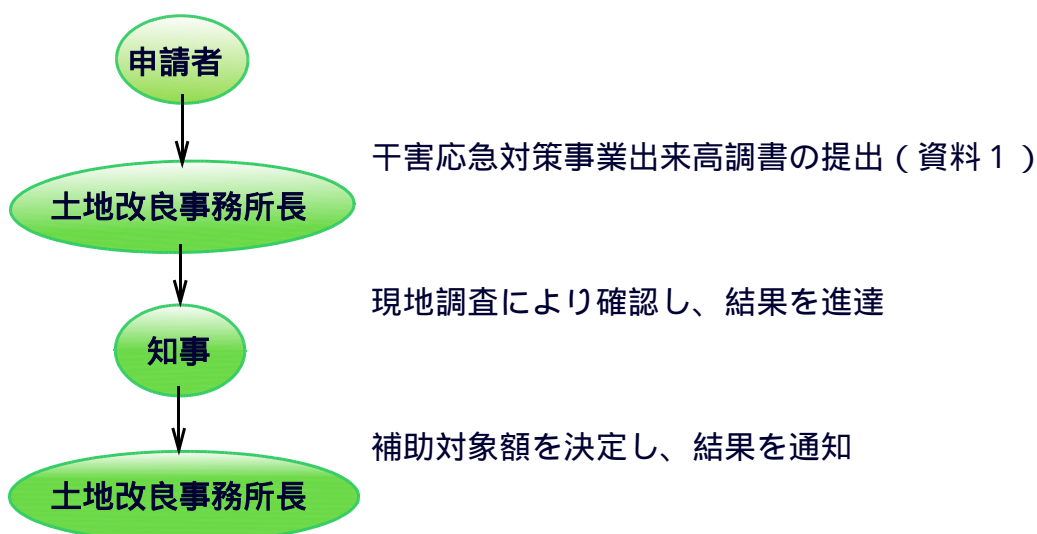 申請者
干害応急対策事業出来高調書の提出（資料１）
土地改良事務所長
現地調査により確認し、結果を進達
知事
補助対象額を決定し、結果を通知
土地改良事務所長